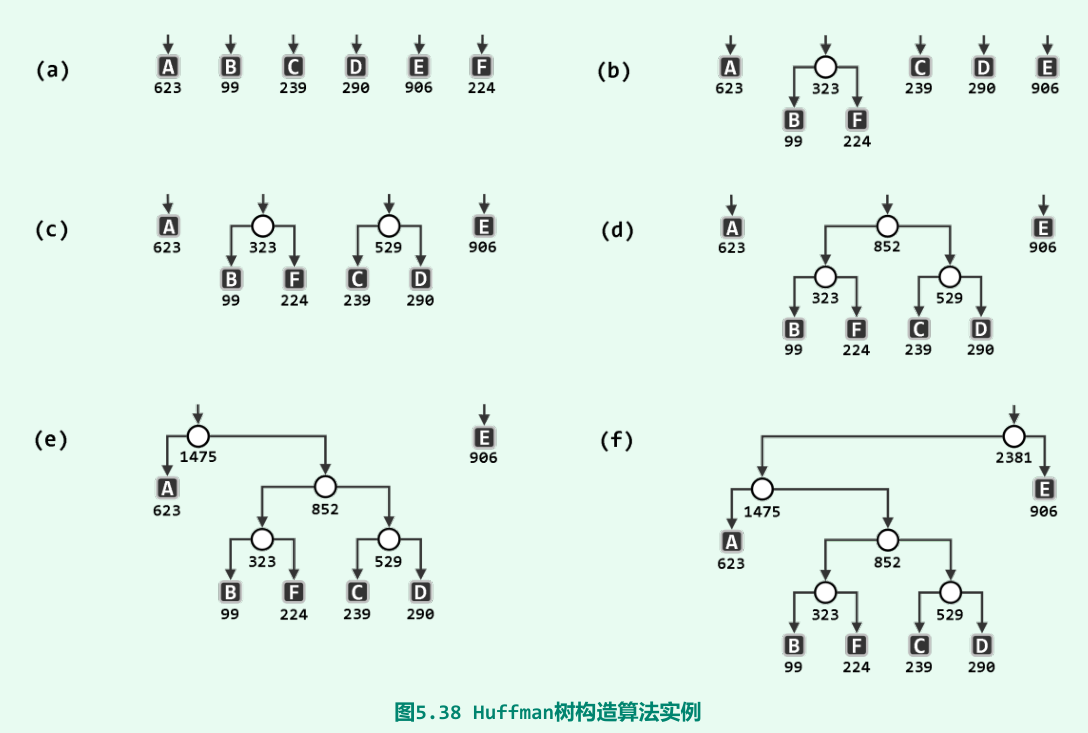 (a) A B C D E F
623 99 239 290 906 224
(b) A C D E
623 323 239 290 906
B F
99 224
(c) A E
623 323 529 906
B F C D
99 224 239 290
(d) A E
623 852 906
323 529
B F C D
99 224 239 290
(e) E
1475 906
A
623 852
323 529
B F C D
99 224 239 290
(f)
2381
E
1475 906
A
623 852
323 529
B F C D
99 224 239 290
图5.38 Huffman树构造算法实例